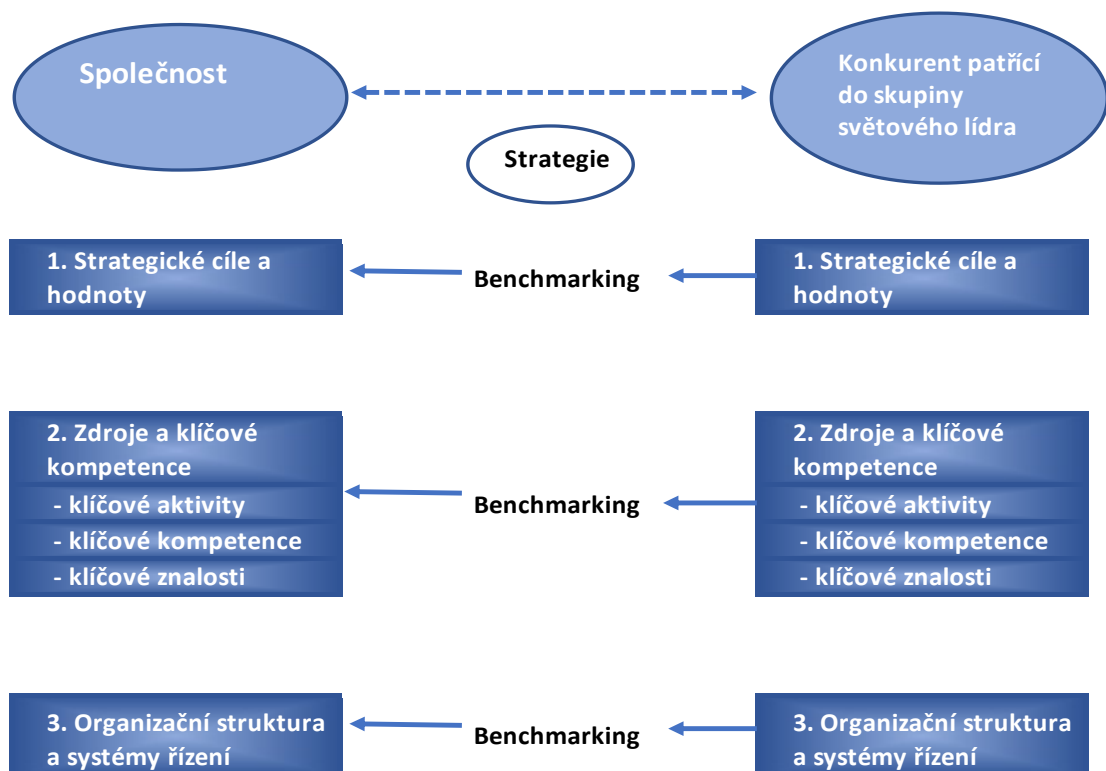 Společnost
Konkurent patřící
do skupiny
světového lídra
Strategie
1. Strategické cíle a
hodnoty
Benchmarking
1. Strategické cíle a
hodnoty
2. Zdroje a klíčové
kompetence
- klíčové aktivity
- klíčové kompetence
- klíčové znalosti
Benchmarking
2. Zdroje a klíčové
kompetence
- klíčové aktivity
- klíčové kompetence
- klíčové znalosti
3. Organizační struktura
a systémy řízení
Benchmarking
3. Organizační struktura
a systémy řízení